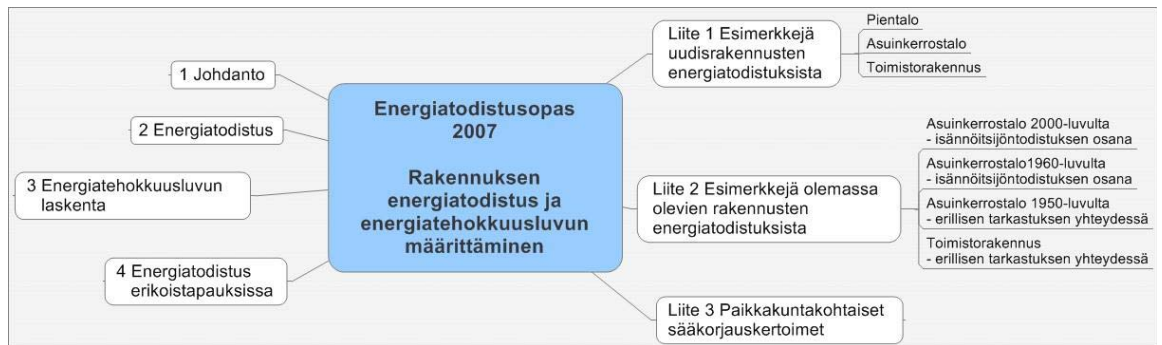 Energiatodistusopas
2007
Rakennuksen
energiatodistus ja
energiatehokkuusluvun
määrittäminen
1 Johdanto
2 Energiatodistus
3 Energiatehokkuusluvun
laskenta
4 Energiatodistus
erikoistapauksissa
Liite 1 Esimerkkejä
uudisrakennusten
energiatodistuksista
Pientalo
Asuinkerrostalo
Toimistorakennus
Liite 2 Esimerkkejä olemassa
olevien rakennusten
energiatodistuksista
Asuinkerrostalo 2000-luvulta
- isännöitsijöntodistuksen osana
Asuinkerrostalo1960-luvulta
- isännöitsijöntodistuksen osana
Asuinkerrostalo 1950-luvulta
- erillisen tarkastuksen yhteydessä
Toimistorakennus
- erillisen tarkastuksen yhteydessä
Liite 3 Paikkakuntakohtaiset
sääkorjauskertoimet